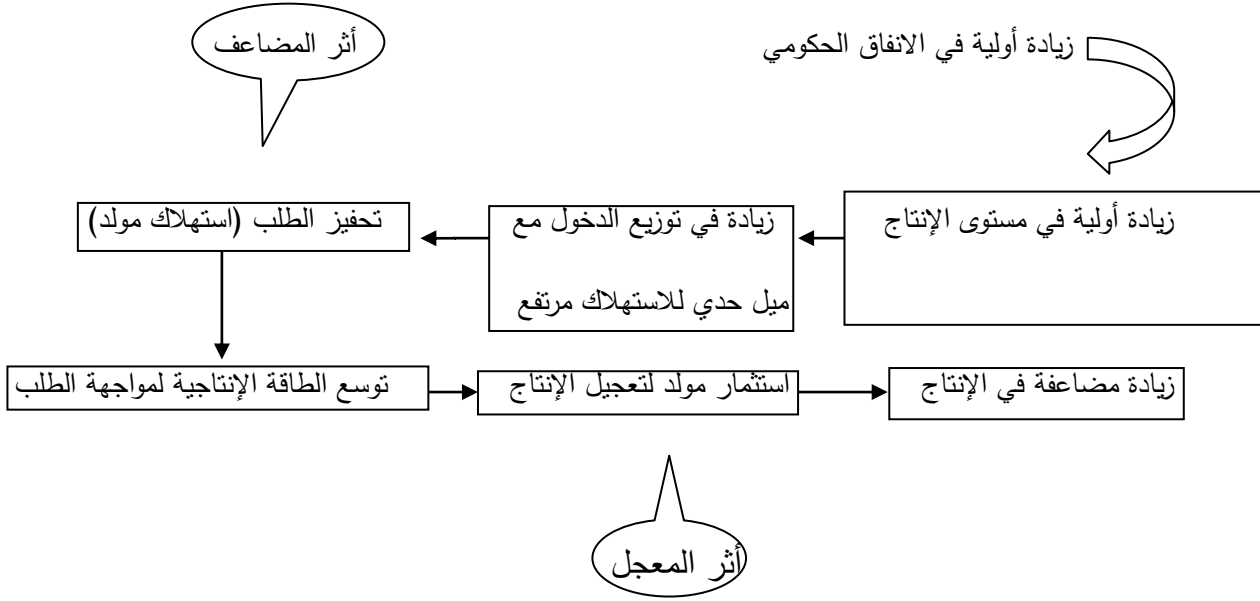 زيادة أولية في الانفاق الحكومي
أثر المضاعف
زيادة أولية في مستوى الإنتاج
زيادة في توزيع الدخول مع
ميل حدي للاستهلاك مرتفع
تحفيز الطلب (استهلاك مولد)
توسع الطاقة الإنتاجية لمواجهة الطلب
استثمار مولد لتعجيل الإنتاج
زيادة مضاعفة في الإنتاج
أثر المعجل